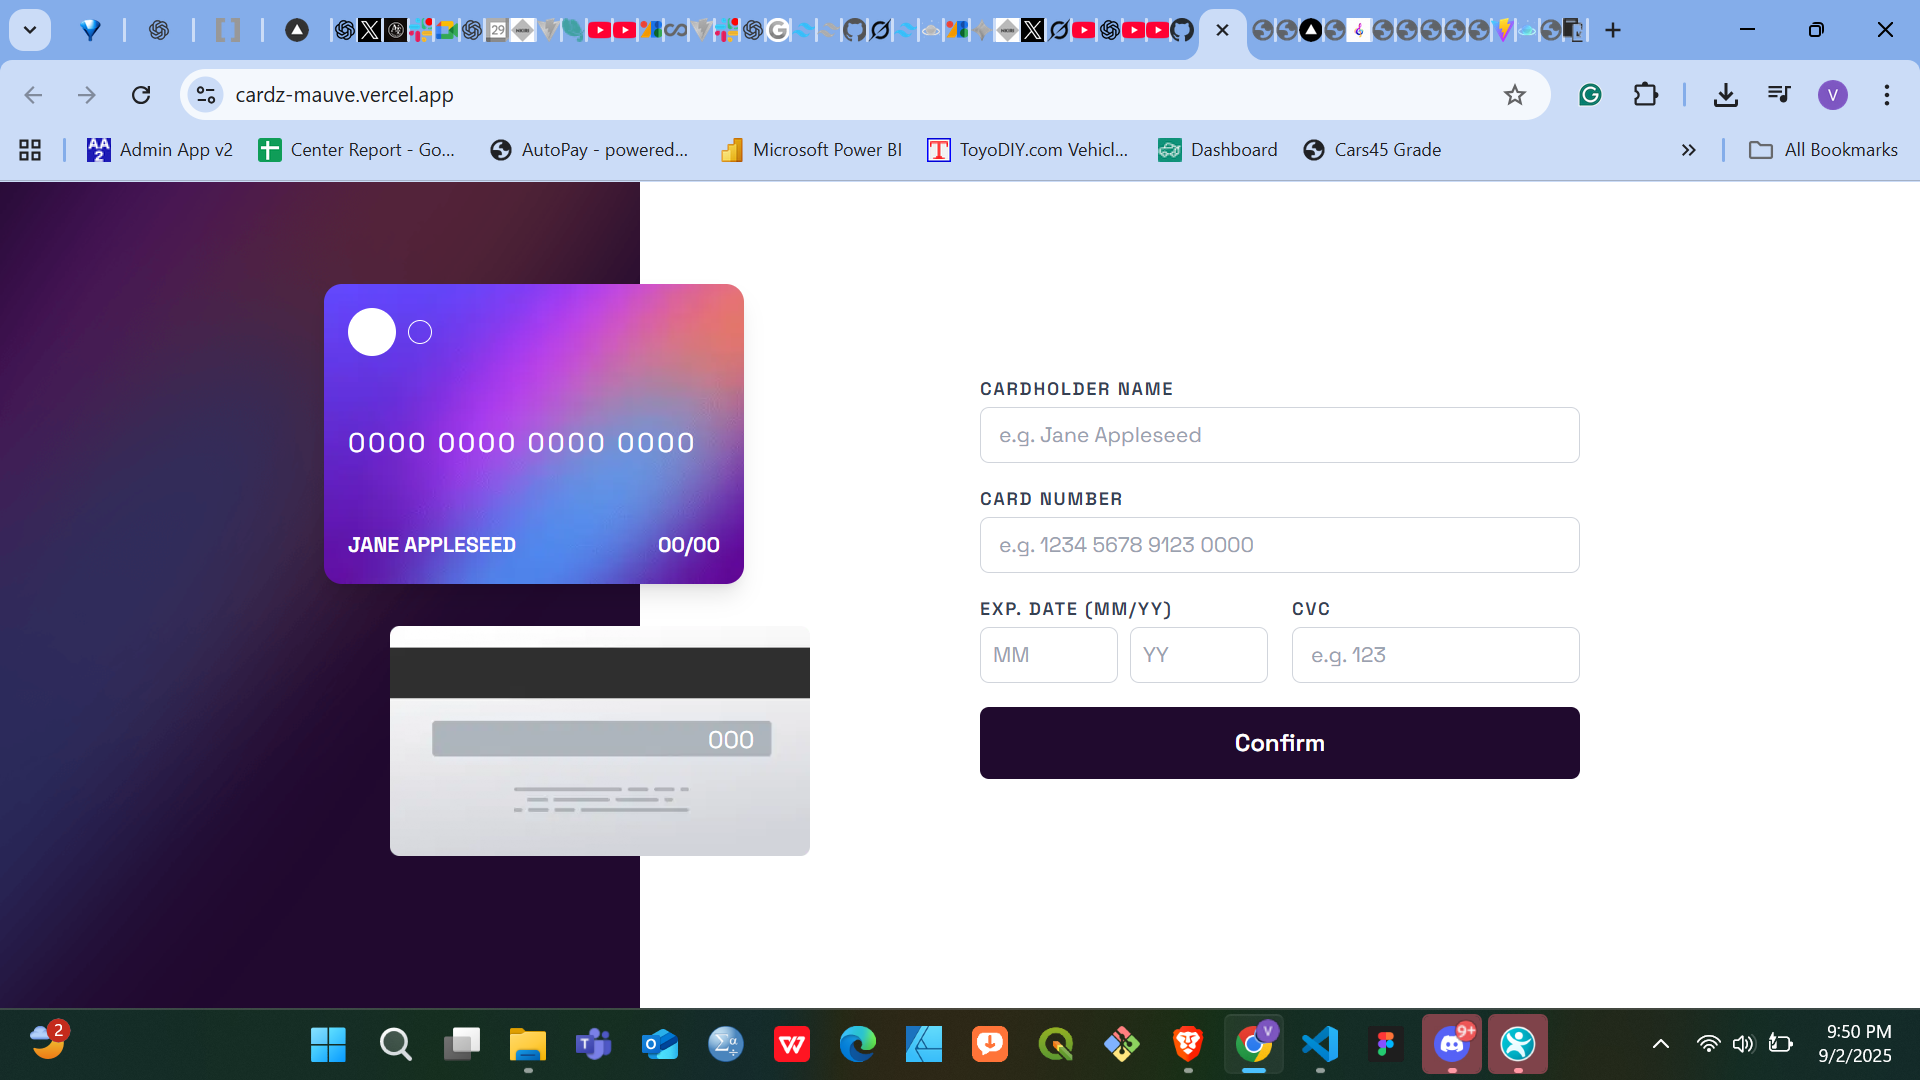 29
cardz-mauve.vercel.app
V
AA 2 Admin App v2
Center Report - Go...
AutoPay - powered...
Microsoft Power BI
ToyoDIY.com Vehicl...
Dashboard
Cars45 Grade
All Bookmarks
0000 0000 0000 0000
JANE APPLESEED 00/00
000
CARDHOLDER NAME
e.g. Jane Appleseed
CARD NUMBER
e.g. 1234 5678 9123 0000
EXP. DATE (MM/YY)
CVC
MM
YY
e.g. 123
Confirm
2
V
9+
9:50 PM
9/2/2025